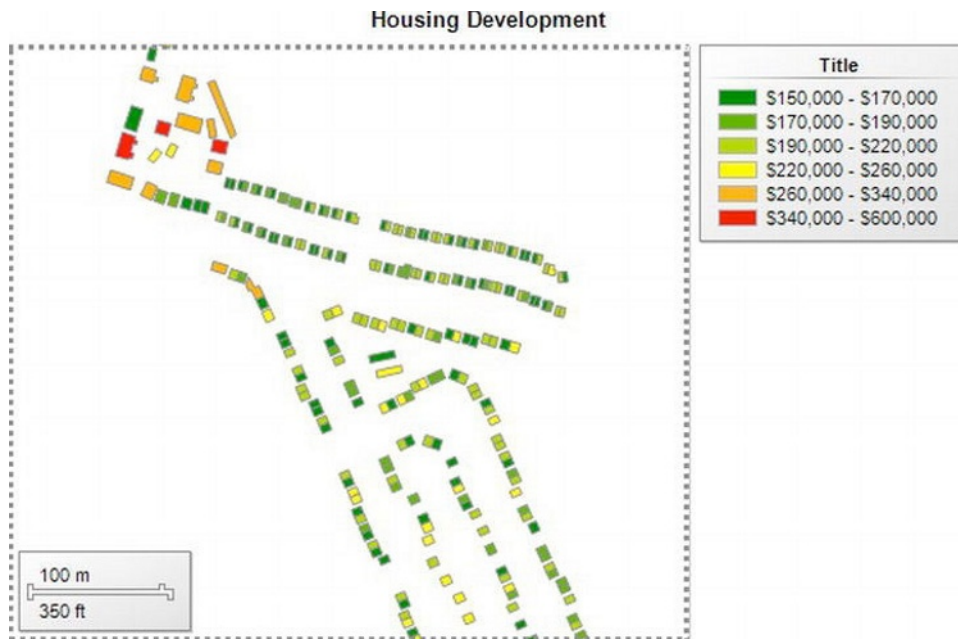 Housing Development
Title
$150,000 - $170,000
$170,000 - $190,000
$190,000 - $220,000
$220,000 - $260,000
$260,000 - $340,000
$340,000 - $600,000
100 m
350 ft